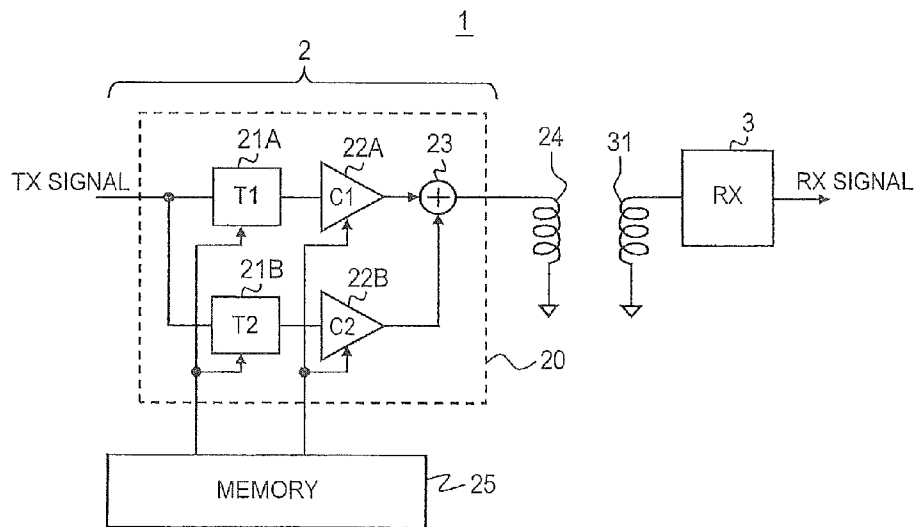 1
2
21A
22A
23
24
31
3
TX SIGNAL
T1
C1
+
RX
RX SIGNAL
21B
22B
T2
C2
20
MEMORY
25